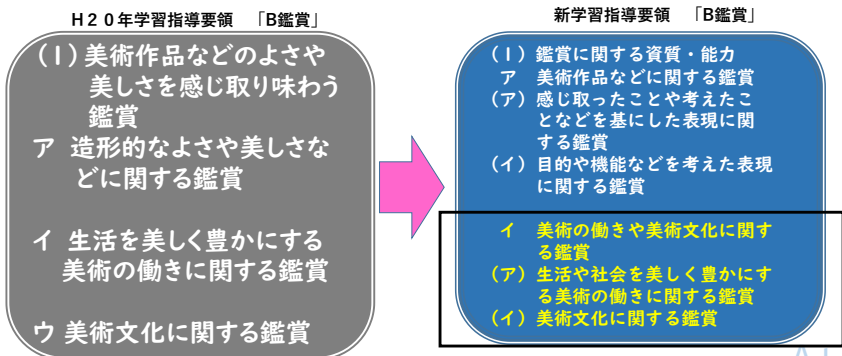 H20年学習指導要領 「B鑑賞」
(1)美術作品などのよさや
美しさを感じ取り味わう
鑑賞
ア 造形的なよさや美しさな
どに関する鑑賞
イ 生活を美しく豊かにする
美術の働きに関する鑑賞
ウ 美術文化に関する鑑賞
新学習指導要領 「B鑑賞」
(1)鑑賞に関する資質・能力
ア 美術作品などに関する鑑賞
(ア)感じ取ったことや考えたこ
となどを基にした表現に関
する鑑賞
(イ)目的や機能などを考えた表現
に関する鑑賞
イ 美術の働きや美術文化に関す
る鑑賞
(ア)生活や社会を美しく豊かにす
る美術の働きに関する鑑賞
(イ)美術文化に関する鑑賞